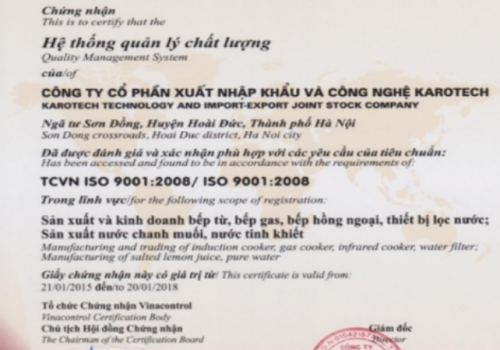 Chứng nhận
This is to certify that the
Hệ thống quản lý chất lượng
Quality Management System
của/of
CÔNG TY CỔ PHẦN XUẤT NHẬP KHẨU VÀ CÔNG NGHỆ KAROTECH
KAROTECH TECHNOLOGY AND IMPORT-EXPORT JOINT STOCK COMPANY
Ngã tư Sơn Đồng, Huyện Hoài Đức, Thành phố Hà Nội
Son Dong crossroads, Hoai Duc district, Ha Noi city
Đã được đánh giá và xác nhận phù hợp với các yêu cầu của tiêu chuẩn:
Has been accessed and found to be in accordance with the requirements of:
TCVN ISO 9001:2008/ ISO 9001:2008
Trong lĩnh vực/for the following scope of registration:
Sản xuất và kinh doanh bếp từ, bếp gas, bếp hồng ngoại, thiết bị lọc nước;
Sản xuất nước chanh muối, nước tinh khiết
Manufacturing and trading of induction cooker, gas cooker, infrared cooker, water filter;
Manufacturing of salted lemon juice, pure water
Giấy chứng nhận này có giá trị từ/ This certificate is valid from:
21/01/2015 đến/to 20/01/2018
Tổ chức Chứng nhận Vinacontrol
Vinacontrol Certification Body
Chủ tịch Hội đồng Chứng nhận
Giám đốc
The Chairman of the Certification Board
Director
CÔNG TY